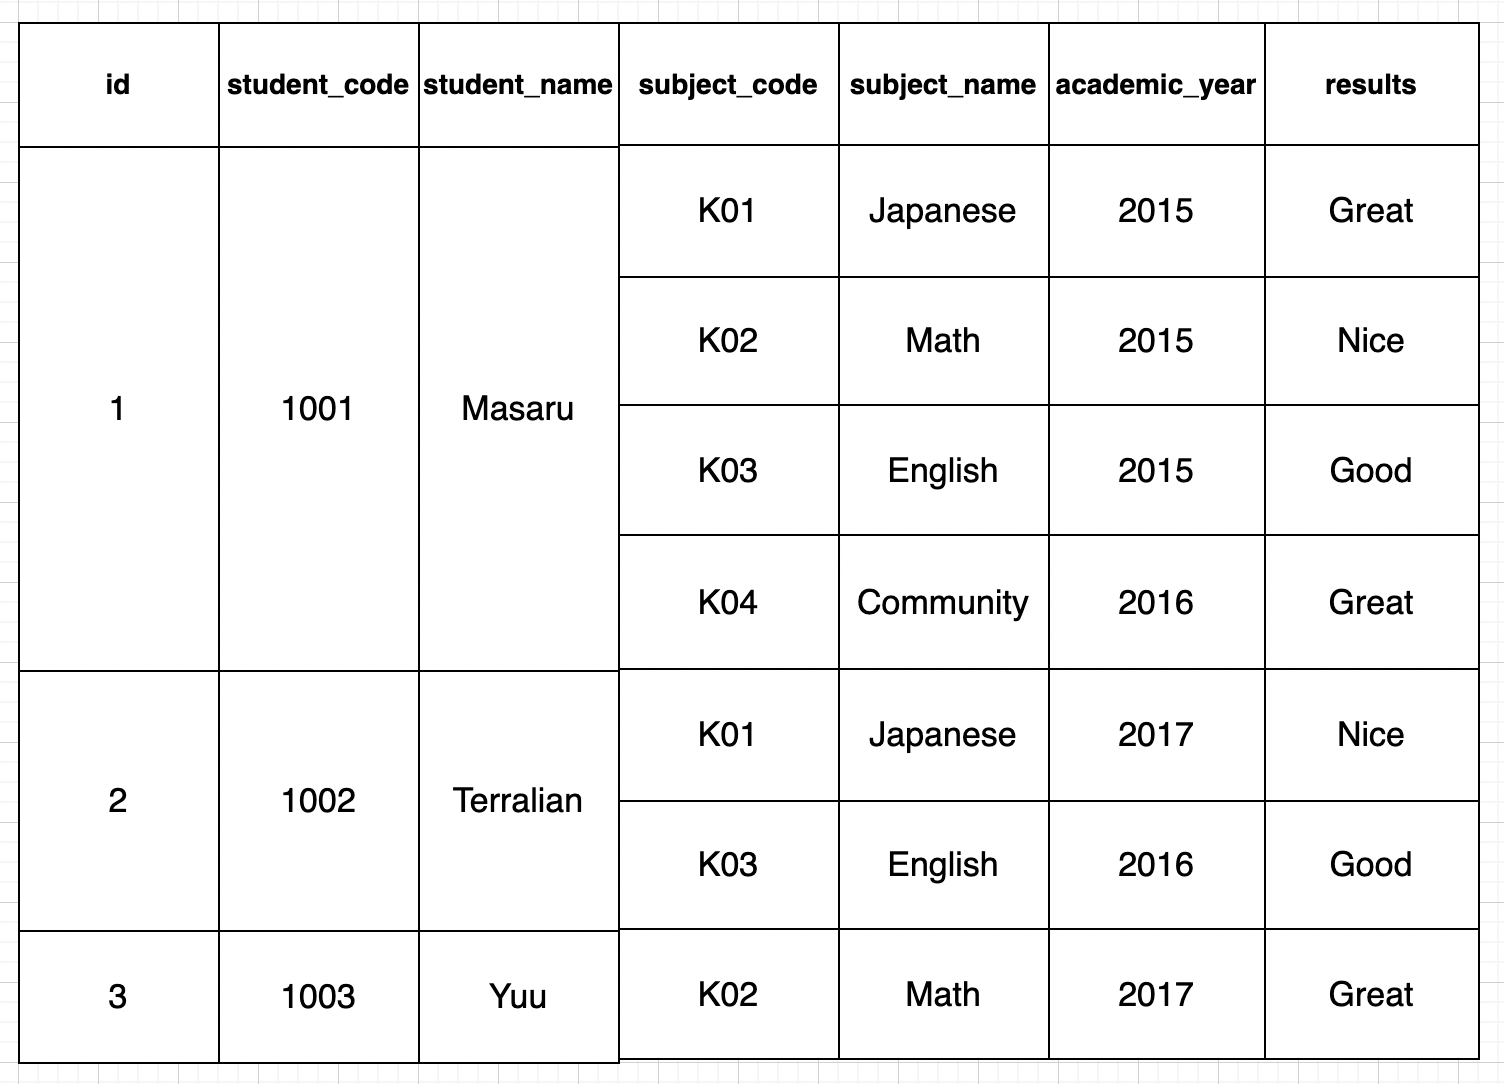 id student_code student_name subject_code subject_name academic_year results
K01 Japanese 2015 Great
K02 Math 2015 Nice
1 1001 Masaru
K03 English 2015 Good
K04 Community 2016 Great
K01 Japanese 2017 Nice
2 1002 Terralian
K03 English 2016 Good
3 1003 Yuu K02 Math 2017 Great